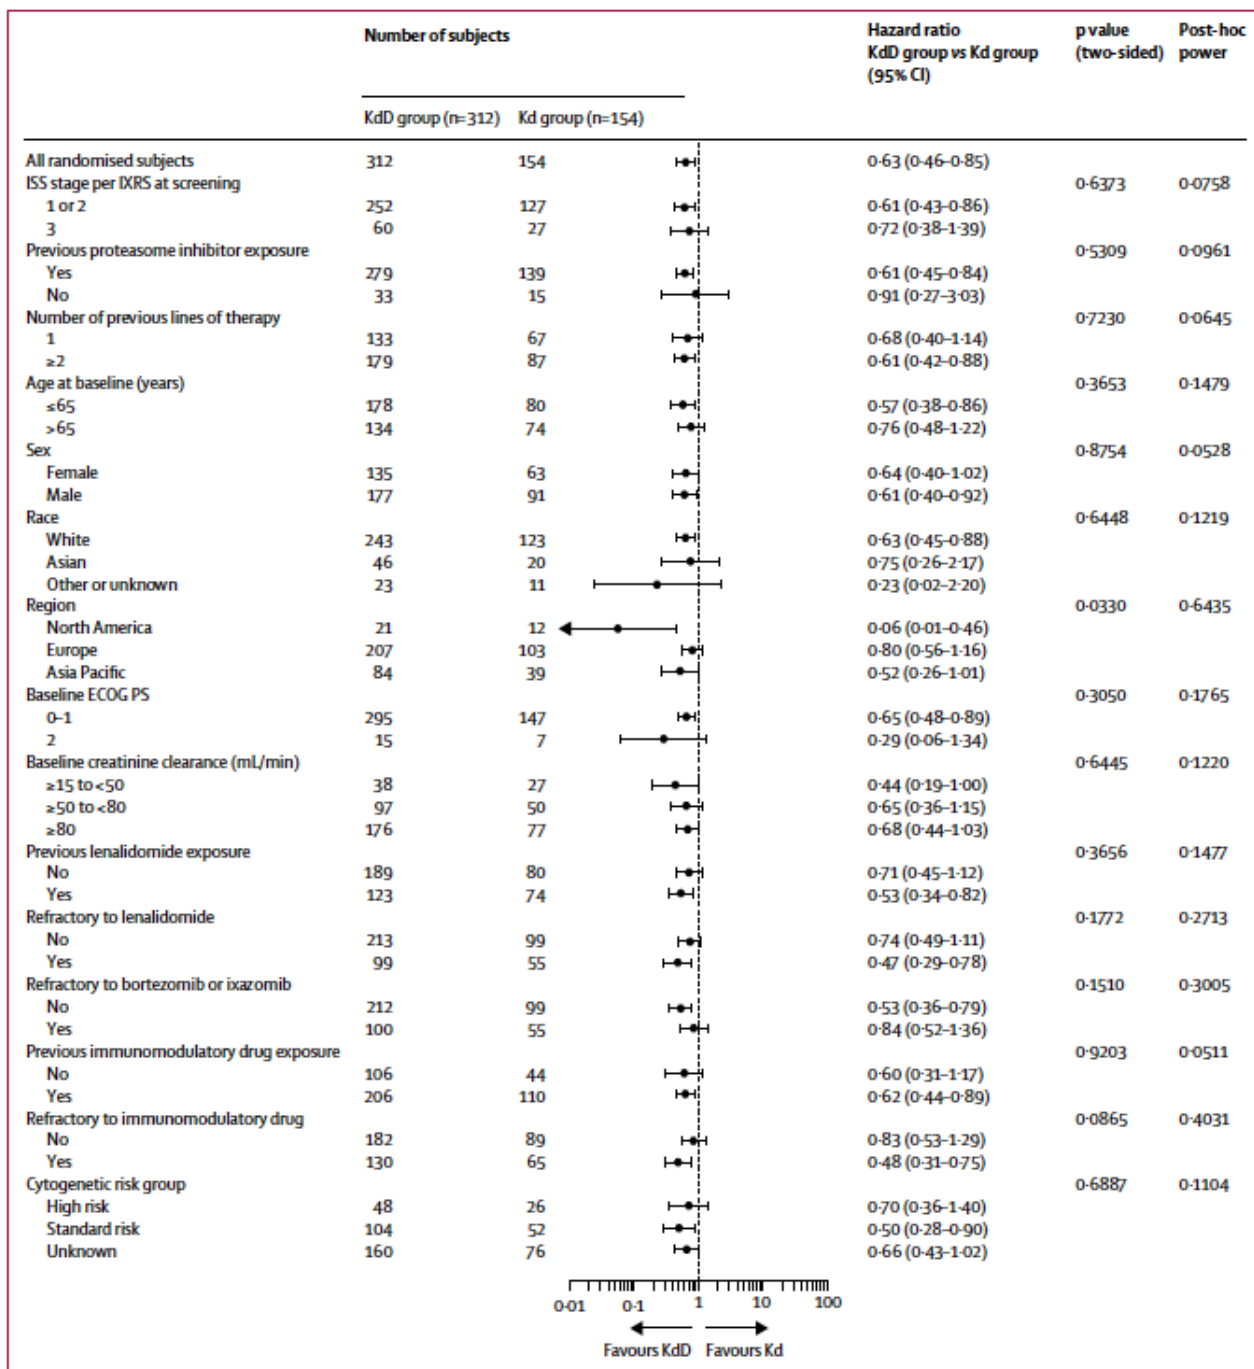 Number of subjects
Hazard ratio
KdD group vs Kd group
(95% CI)
p value
(two-sided)
Post-hoc
power
KdD group (n=312) Kd group (n=154)
All randomised subjects 312 154 0·63 (0·46–0·85)
ISS stage per IXRS at screening 0·6373 0·0758
1 or 2 252 127 0·61 (0·43–0·86)
3 60 27 0·72 (0·38–1·39)
Previous proteasome inhibitor exposure 0·5309 0·0961
Yes 279 139 0·61 (0·45–0·84)
No 33 15 0·91 (0·27–3·03)
Number of previous lines of therapy 0·7230 0·0645
1 133 67 0·68 (0·40–1·14)
≥2 179 87 0·61 (0·42–0·88)
Age at baseline (years) 0·3653 0·1479
≤65 178 80 0·57 (0·38–0·86)
>65 134 74 0·76 (0·48–1·22)
Sex 0·8754 0·0528
Female 135 63 0·64 (0·40–1·02)
Male 177 91 0·61 (0·40–0·92)
Race 0·6448 0·1219
White 243 123 0·63 (0·45–0·88)
Asian 46 20 0·75 (0·26–2·17)
Other or unknown 23 11 0·23 (0·02–2·20)
Region 0·0330 0·6435
North America 21 12 0·06 (0·01–0·46)
Europe 207 103 0·80 (0·56–1·16)
Asia Pacific 84 39 0·52 (0·26–1·01)
Baseline ECOG PS 0·3050 0·1765
0–1 295 147 0·65 (0·48–0·89)
2 15 7 0·29 (0·06–1·34)
Baseline creatinine clearance (mL/min) 0·6445 0·1220
≥15 to <50 38 27 0·44 (0·19–1·00)
≥50 to <80 97 50 0·65 (0·36–1·15)
≥80 176 77 0·68 (0·44–1·03)
Previous lenalidomide exposure 0·3656 0·1477
No 189 80 0·71 (0·45–1·12)
Yes 123 74 0·53 (0·34–0·82)
Refractory to lenalidomide 0·1772 0·2713
No 213 99 0·74 (0·49–1·11)
Yes 99 55 0·47 (0·29–0·78)
Refractory to bortezomib or ixazomib 0·1510 0·3005
No 212 99 0·53 (0·36–0·79)
Yes 100 55 0·84 (0·52–1·36)
Previous immunomodulatory drug exposure 0·9203 0·0511
No 106 44 0·60 (0·31–1·17)
Yes 206 110 0·62 (0·44–0·89)
Refractory to immunomodulatory drug 0·0865 0·4031
No 182 89 0·83 (0·53–1·29)
Yes 130 65 0·48 (0·31–0·75)
Cytogenetic risk group 0·6887 0·1104
High risk 48 26 0·70 (0·36–1·40)
Standard risk 104 52 0·50 (0·28–0·90)
Unknown 160 76 0·66 (0·43–1·02)
0·01 0·1 1 10 100
Favours KdD Favours Kd